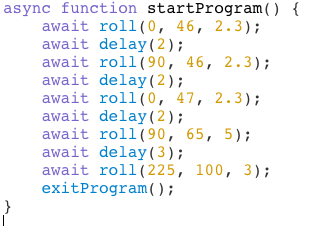 async function startProgram() {
    await roll(0, 46, 2.3);
    await delay(2);
    await roll(90, 46, 2.3);
    await delay(2);
    await roll(0, 47, 2.3);
    await delay(2);
    await roll(90, 65, 5);
    await delay(3);
    await roll(225, 100, 3);
    exitProgram();
}